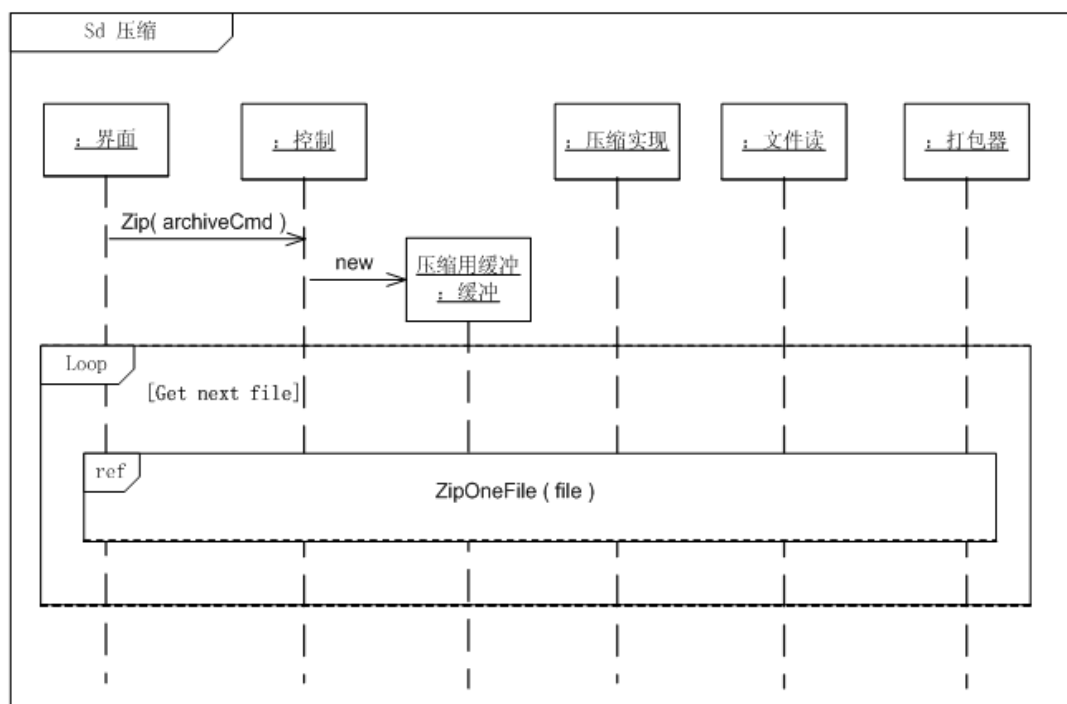 Sd 压缩
：界面
：控制
：压缩实现
：文件读
：打包器
Zip( archiveCmd )
new
压缩用缓冲
：缓冲
Loop
[Get next file]
ref
ZipOneFile ( file )